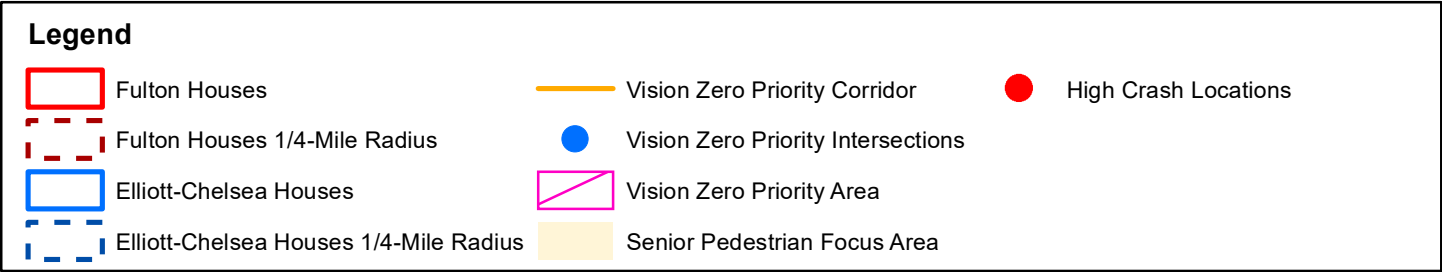 Legend
Fulton Houses
Fulton Houses 1/4-Mile Radius
Elliott-Chelsea Houses
Elliott-Chelsea Houses 1/4-Mile Radius
Vision Zero Priority Corridor
Vision Zero Priority Intersections
Vision Zero Priority Area
Senior Pedestrian Focus Area
High Crash Locations